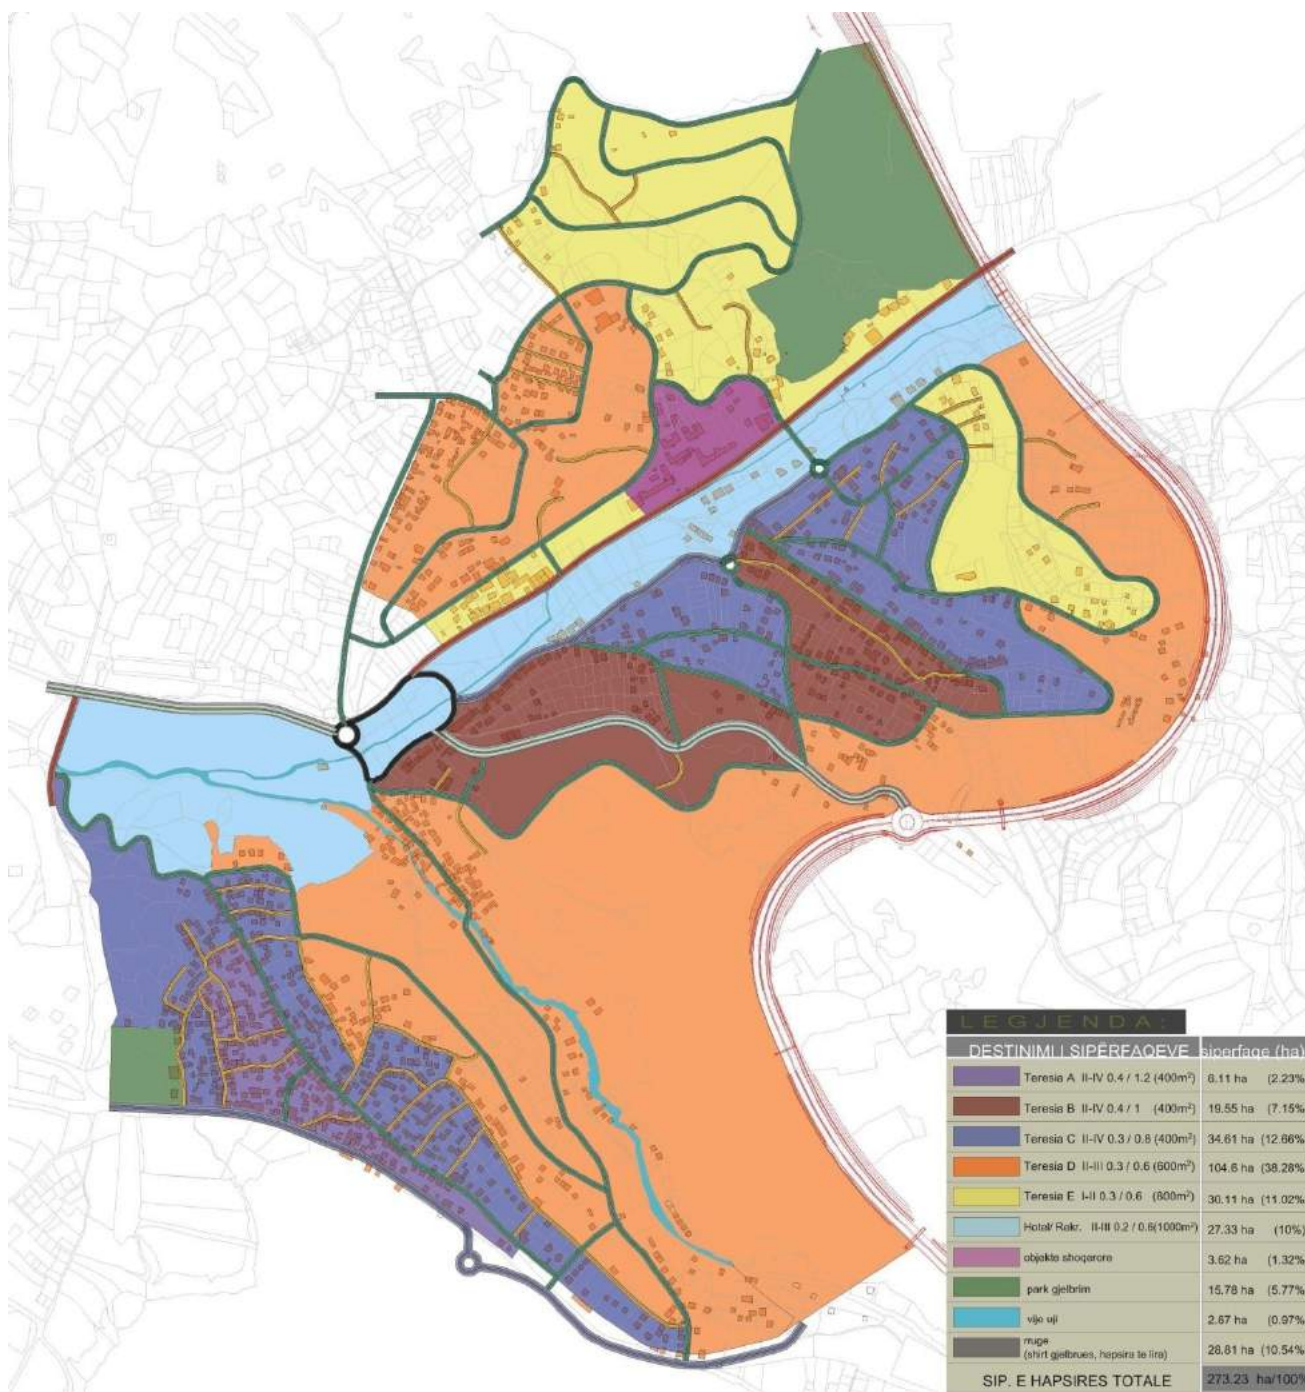 LEGJENDA:
DESTINIMI I SIPËRFAQEVE siperfaqe (ha)
Teresia A II-IV 0.4 / 1.2 (400m²) 6.11 ha (2.23%
Teresia B II-IV 0.4 / 1 (400m²) 19.55 ha (7.15%
Teresia C II-IV 0.3 / 0.8 (400m²) 34.61 ha (12.66%
Teresia D II-III 0.3 / 0.6 (600m²) 104.6 ha (38.28%
Teresia E I-II 0.3 / 0.6 (800m²) 30.11 ha (11.02%
Hotel/ Rekr. II-III 0.2 / 0.6(1000m²) 27.33 ha (10%)
objekte shoqerore 3.62 ha (1.32%
park gjelbrim 15.78 ha (5.77%
vije uji 2.67 ha (0.97%
rruge
(shirit gjelbrues, hapsira te lira) 28.81 ha (10.54%
SIP. E HAPSIRES TOTALE 273.23 ha/100%